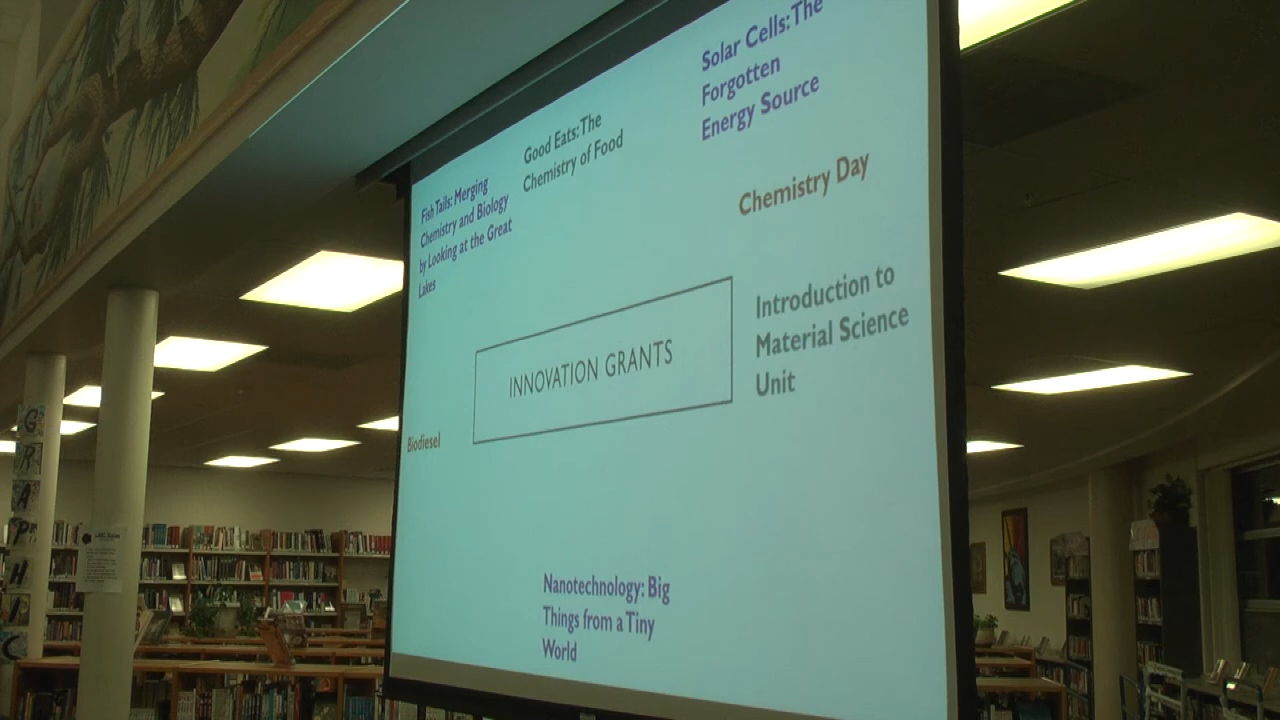 Solar Cells: The
Forgotten
Energy Source
Good Eats: The
Chemistry of Food
Fish Tails: Merging
Chemistry and Biology
by Looking at the Great
Lakes
Chemistry Day
Introduction to
Material Science
Unit
INNOVATION GRANTS
Biodiesel
Nanotechnology: Big
Things from a Tiny
World
G
R
A
P
H
I
C